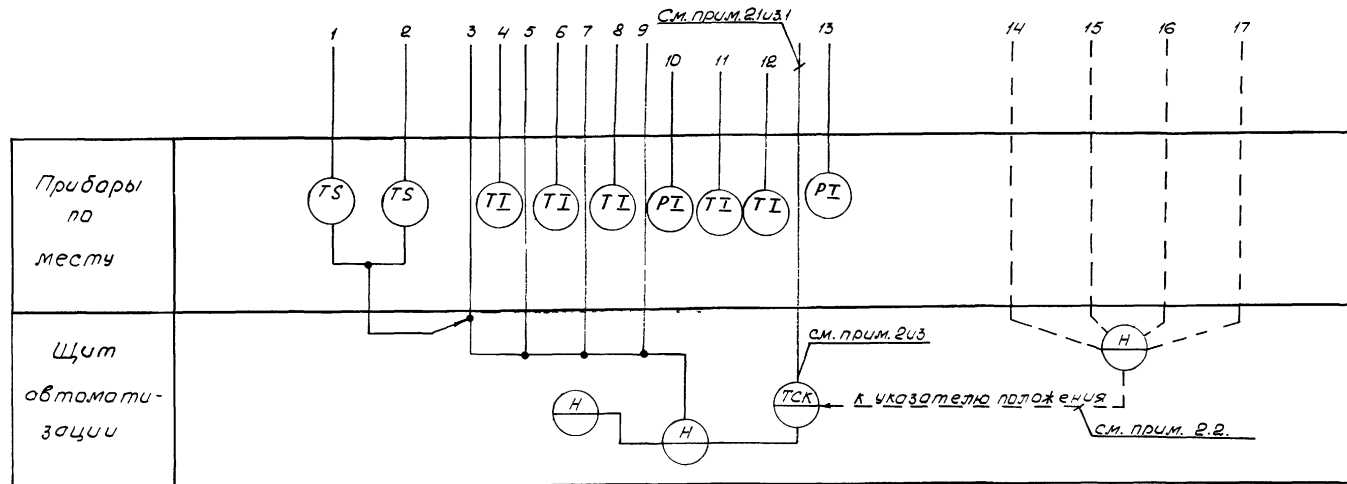 См. прим. 2.1 и 3.1
1 2 3 4 5 6 7 8 9 13 14 15 16 17
10 11 12
Приборы
по
месту
TS TS TI TI TI PI TI TI PI
Щит
автомати-
зации
см. прим. 2 и 3
H
H
TCK
к указателю положения
H
см. прим. 2.2.